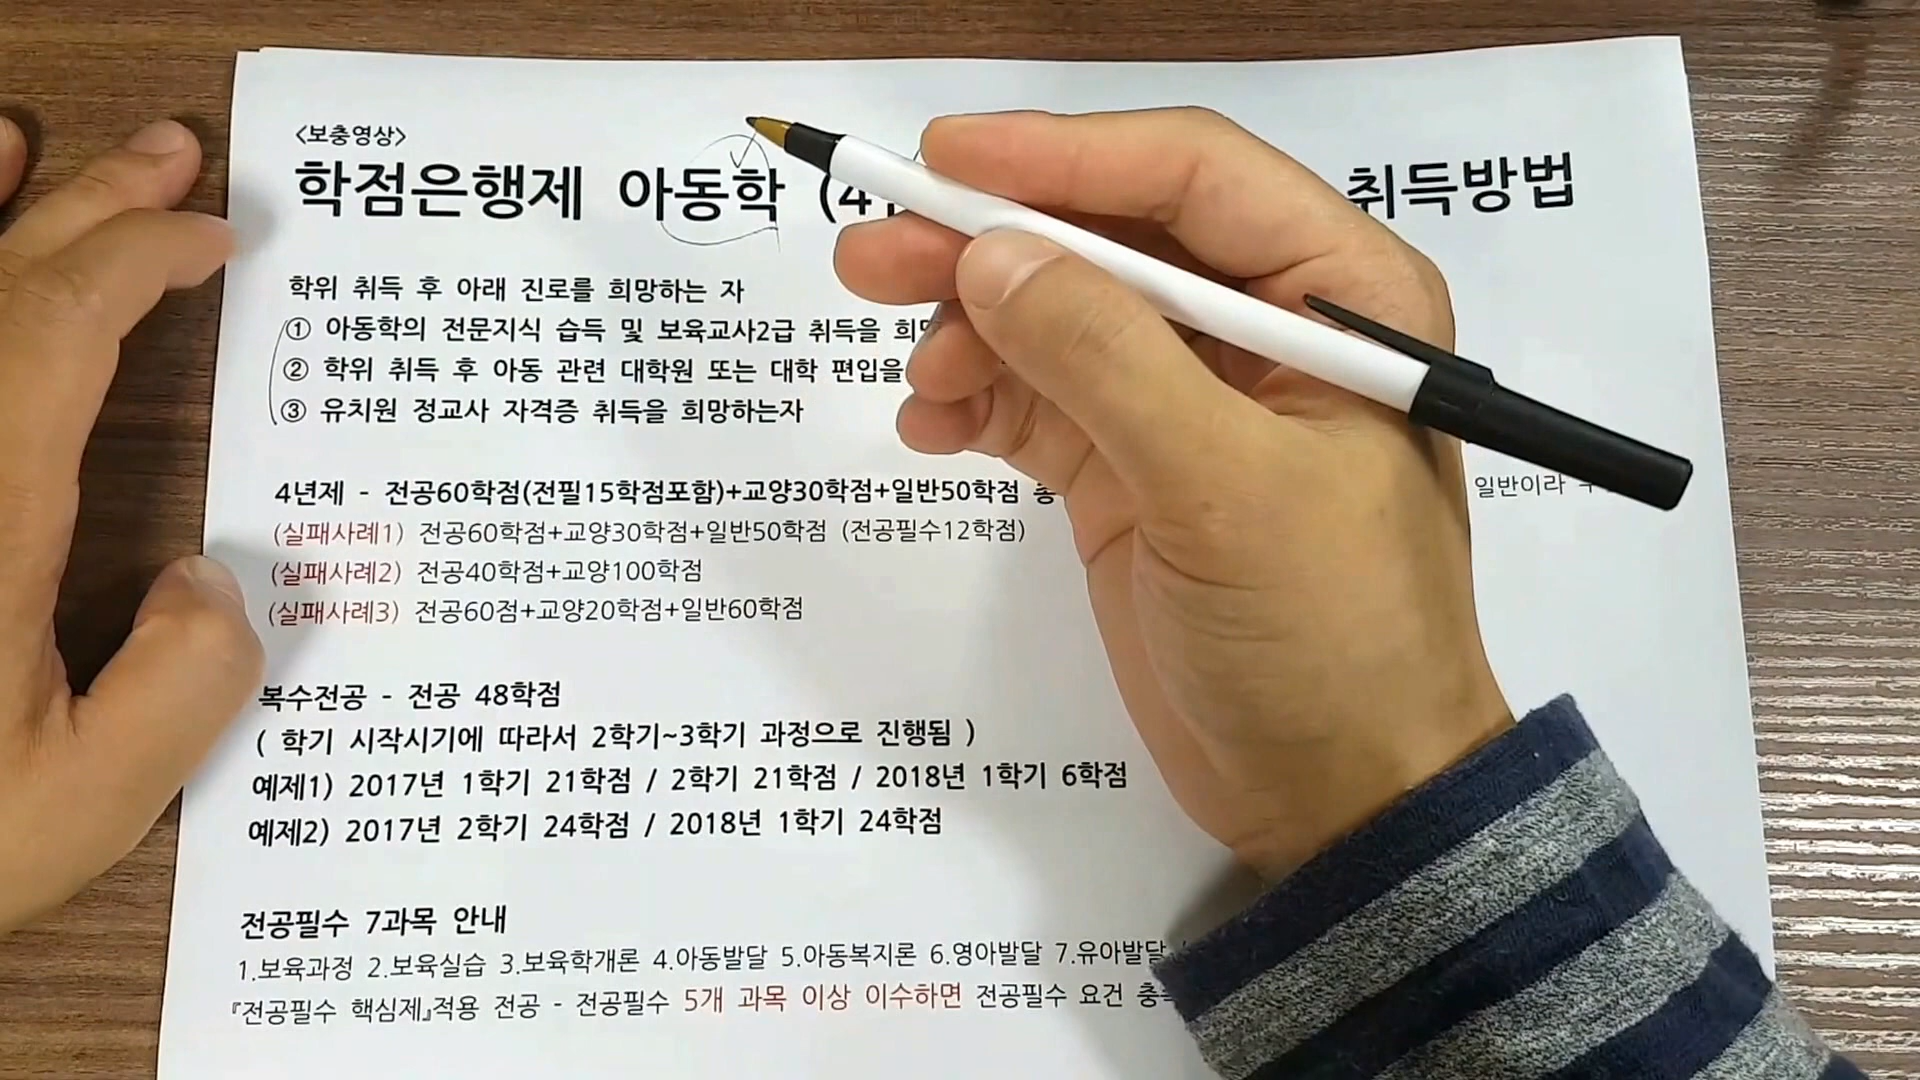 <보충영상>
학점은행제 아동학 (4 취득방법
학위 취득 후 아래 진로를 희망하는 자
① 아동학의 전문지식 습득 및 보육교사2급 취득을
② 학위 취득 후 아동 관련 대학원 또는 대학 편입을
③ 유치원 정교사 자격증 취득을 희망하는자
4년제 - 전공60학점(전필15학점포함)+교양30학점+일반50학점 일반이라
(실패사례1) 전공60학점+교양30학점+일반50학점 (전공필수12학점)
(실패사례2) 전공40학점+교양100학점
(실패사례3) 전공60점+교양20학점+일반60학점
복수전공 - 전공 48학점
( 학기 시작시기에 따라서 2학기~3학기 과정으로 진행됨 )
예제1) 2017년 1학기 21학점 / 2학기 21학점 / 2018년 1학기 6학점
예제2) 2017년 2학기 24학점 / 2018년 1학기 24학점
전공필수 7과목 안내
1.보육과정 2.보육실습 3.보육학개론 4.아동발달 5.아동복지론 6.영아발달 7.유아발달
『전공필수 핵심제』적용 전공 - 전공필수 5개 과목 이상 이수하면 전공필수 요건